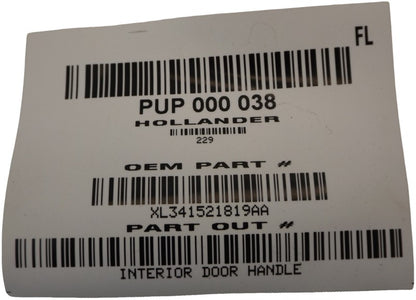 FL
PUP 000 038
HOLLANDER
229
OEM PART #
XL341521819AA
PART OUT #
INTERIOR DOOR HANDLE